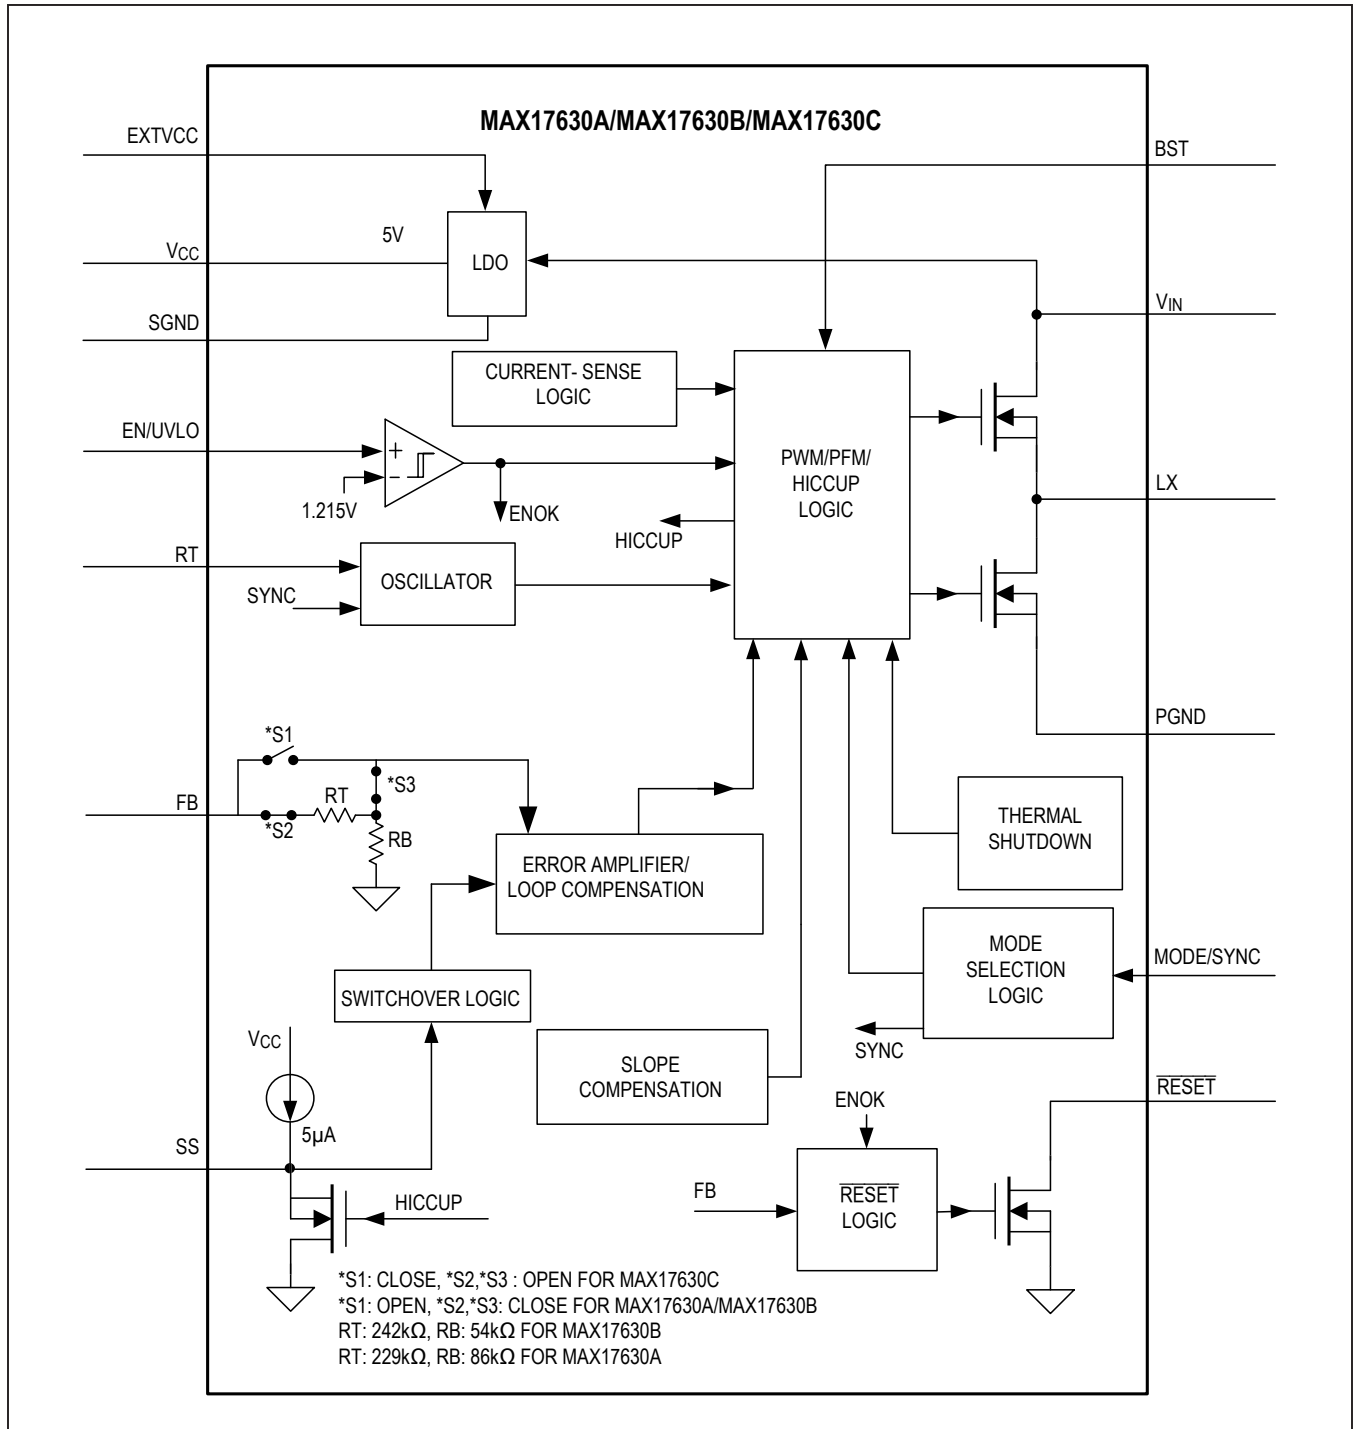 MAX17630A/MAX17630B/MAX17630C
EXTVCC
BST
5V
VCC
LDO
VIN
SGND
CURRENT- SENSE
LOGIC
EN/UVLO
+
-
1.215V
ENOK
PWM/PFM/
HICCUP
LOGIC
LX
HICCUP
RT
OSCILLATOR
SYNC
PGND
*S1
*S3
FB
RT
*S2
RB
THERMAL
SHUTDOWN
ERROR AMPLIFIER/
LOOP COMPENSATION
MODE
SELECTION
LOGIC
MODE/SYNC
SWITCHOVER LOGIC
SYNC
VCC
SLOPE
COMPENSATION
RESET
ENOK
5µA
SS
FB
RESET
LOGIC
HICCUP
*S1: CLOSE, *S2,*S3 : OPEN FOR MAX17630C
*S1: OPEN, *S2,*S3: CLOSE FOR MAX17630A/MAX17630B
RT: 242kΩ, RB: 54kΩ FOR MAX17630B
RT: 229kΩ, RB: 86kΩ FOR MAX17630A